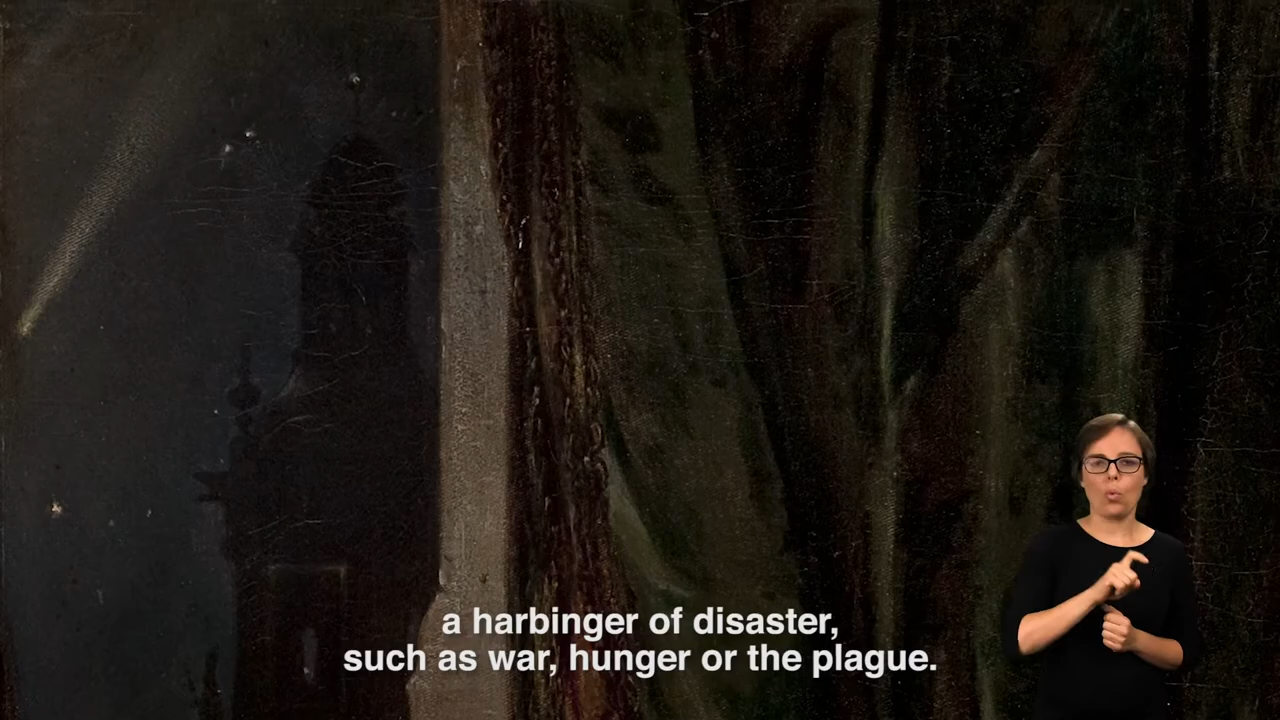 a harbinger of disaster,
such as war, hunger or the plague.